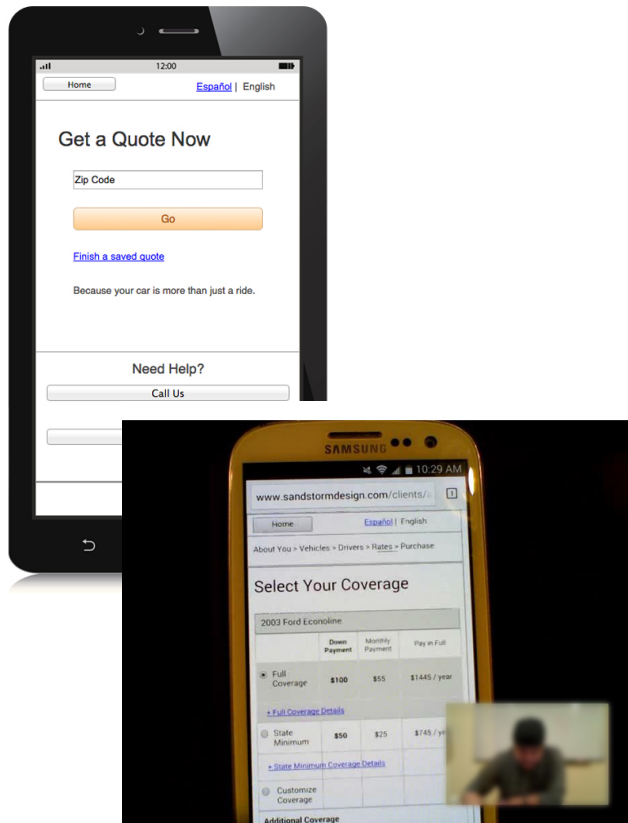 12:00
Home
Español | English
Get a Quote Now
Zip Code
Go
Finish a saved quote
Because your car is more than just a ride.
Need Help?
Call Us
SAMSUNG
10:29 AM
www.sandstormdesign.com/clients/
1
Home
Español | English
About You > Vehicles > Drivers > Rates > Purchase
Select Your Coverage
2003 Ford Econoline
Down Payment
Monthly Payment
Pay in Full
Full Coverage
$100
$55
$1445 / year
+ Full Coverage Details
State Minimum
$50
$25
$745 /
+ State Minimum Coverage Details
Customize Coverage
Additional Coverage